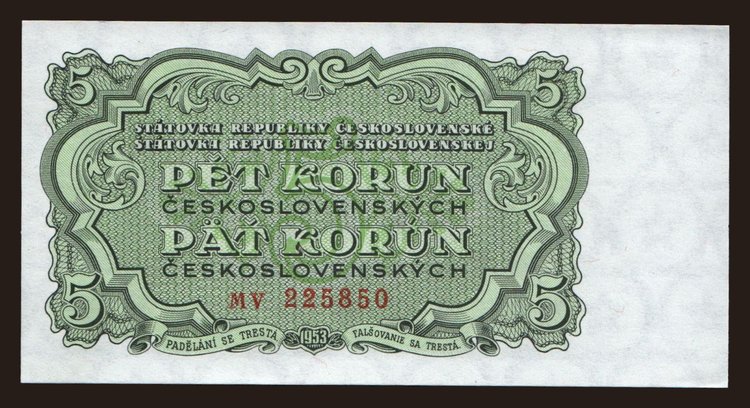 5 5
STÁTOVKA REPUBLIKY ČESKOSLOVENSKÉ
STÁTOVKA REPUBLIKY ČESKOSLOVENSKEJ
PĚT KORUN
ČESKOSLOVENSKÝCH
PÄŤ KORÚN
ČESKOSLOVENSKÝCH
MV 225850
5 5
PADĚLÁNÍ SE TRESTÁ 1953 FALŠOVANIE SA TRESTÁ